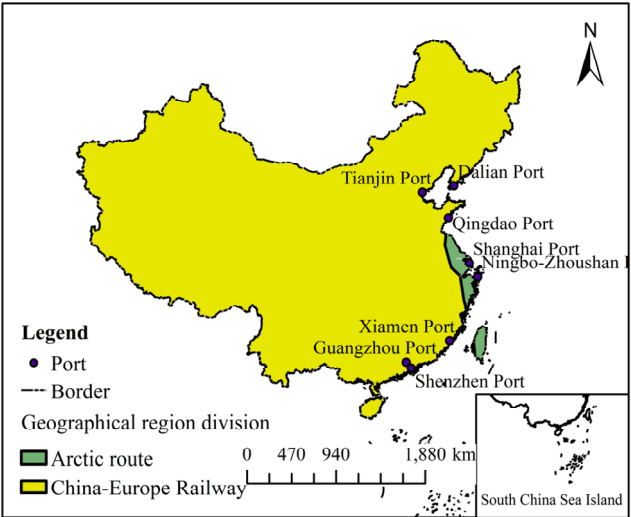 N
Tianjin Port
Dalian Port
Qingdao Port
Shanghai Port
Ningbo-Zhoushan
Xiamen Port
Guangzhou Port
Shenzhen Port
Legend
Port
Border
Geographical region division
Arctic route
China-Europe Railway
0 470 940 1,880 km
South China Sea Island